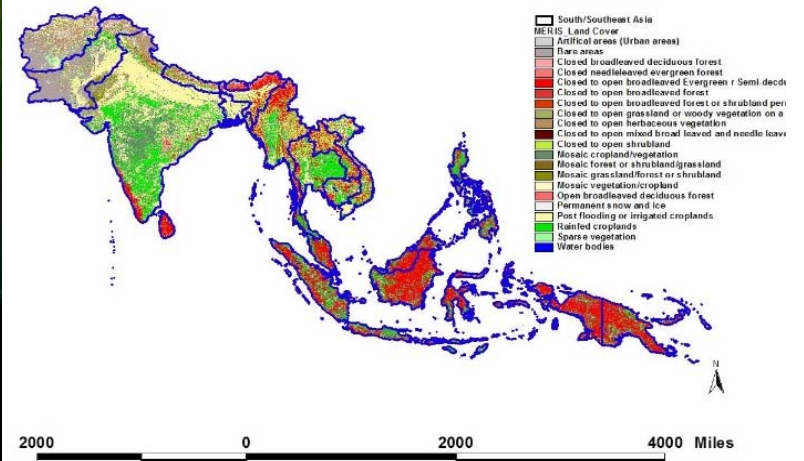 South/Southeast Asia
MERIS_Land Cover
Artifical areas (Urban areas)
Bare areas
Closed broadleaved deciduous forest
Closed needleleaved evergreen forest
Closed to open broadleaved Evergreen r Semi-decdu
Closed to open broadleaved forest
Closed to open broadleaved forest or shrubland per
Closed to open grassland or woody vegetation on a
Closed to open herbaceous vegetation
Closed to open mixed broad leaved and needle leave
Closed to open shrubland
Mosaic cropland/vegetation
Mosaic forest or shrubland/grassland
Mosaic grassland/forest or shrubland
Mosaic vegetation/cropland
Open broadleaved deciduous forest
Permanent snow and ice
Post flooding or irrigated croplands
Rainfed croplands
Sparse vegetation
Water bodies
N
2000 0 2000 4000 Miles